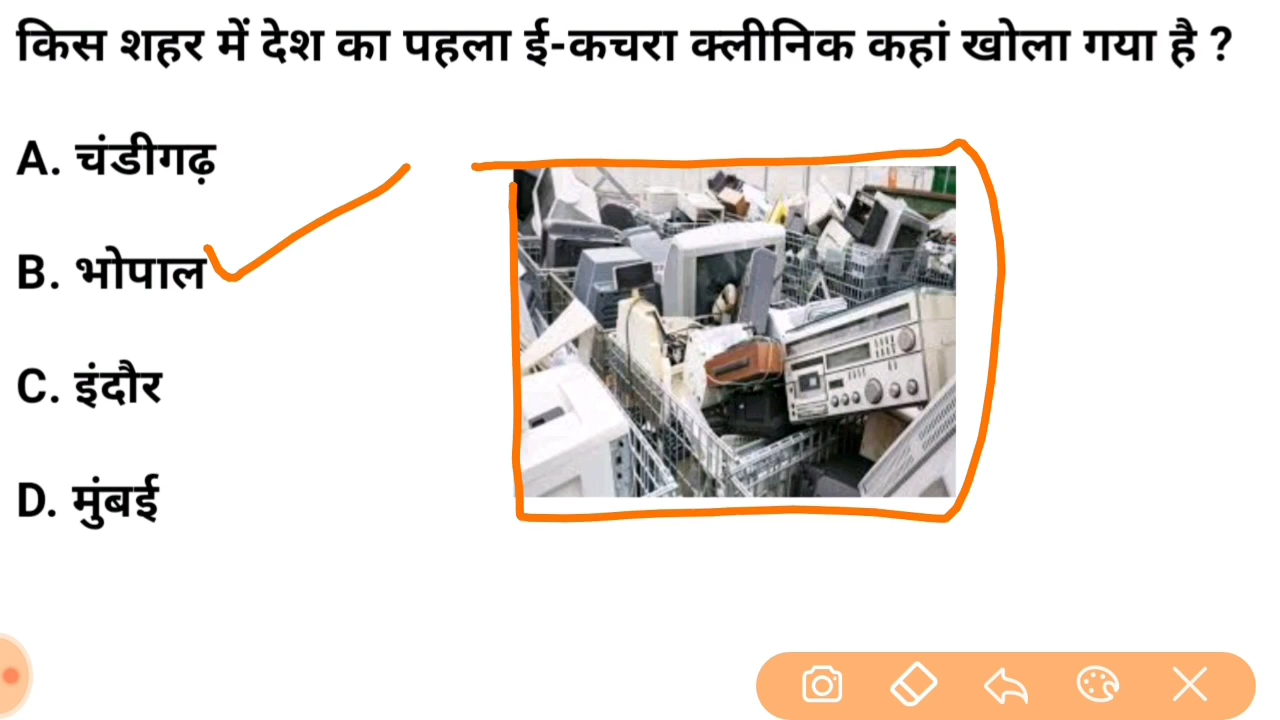 किस शहर में देश का पहला ई-कचरा क्लीनिक कहां खोला गया है ?
A. चंडीगढ़
B. भोपाल
C. इंदौर
D. मुंबई